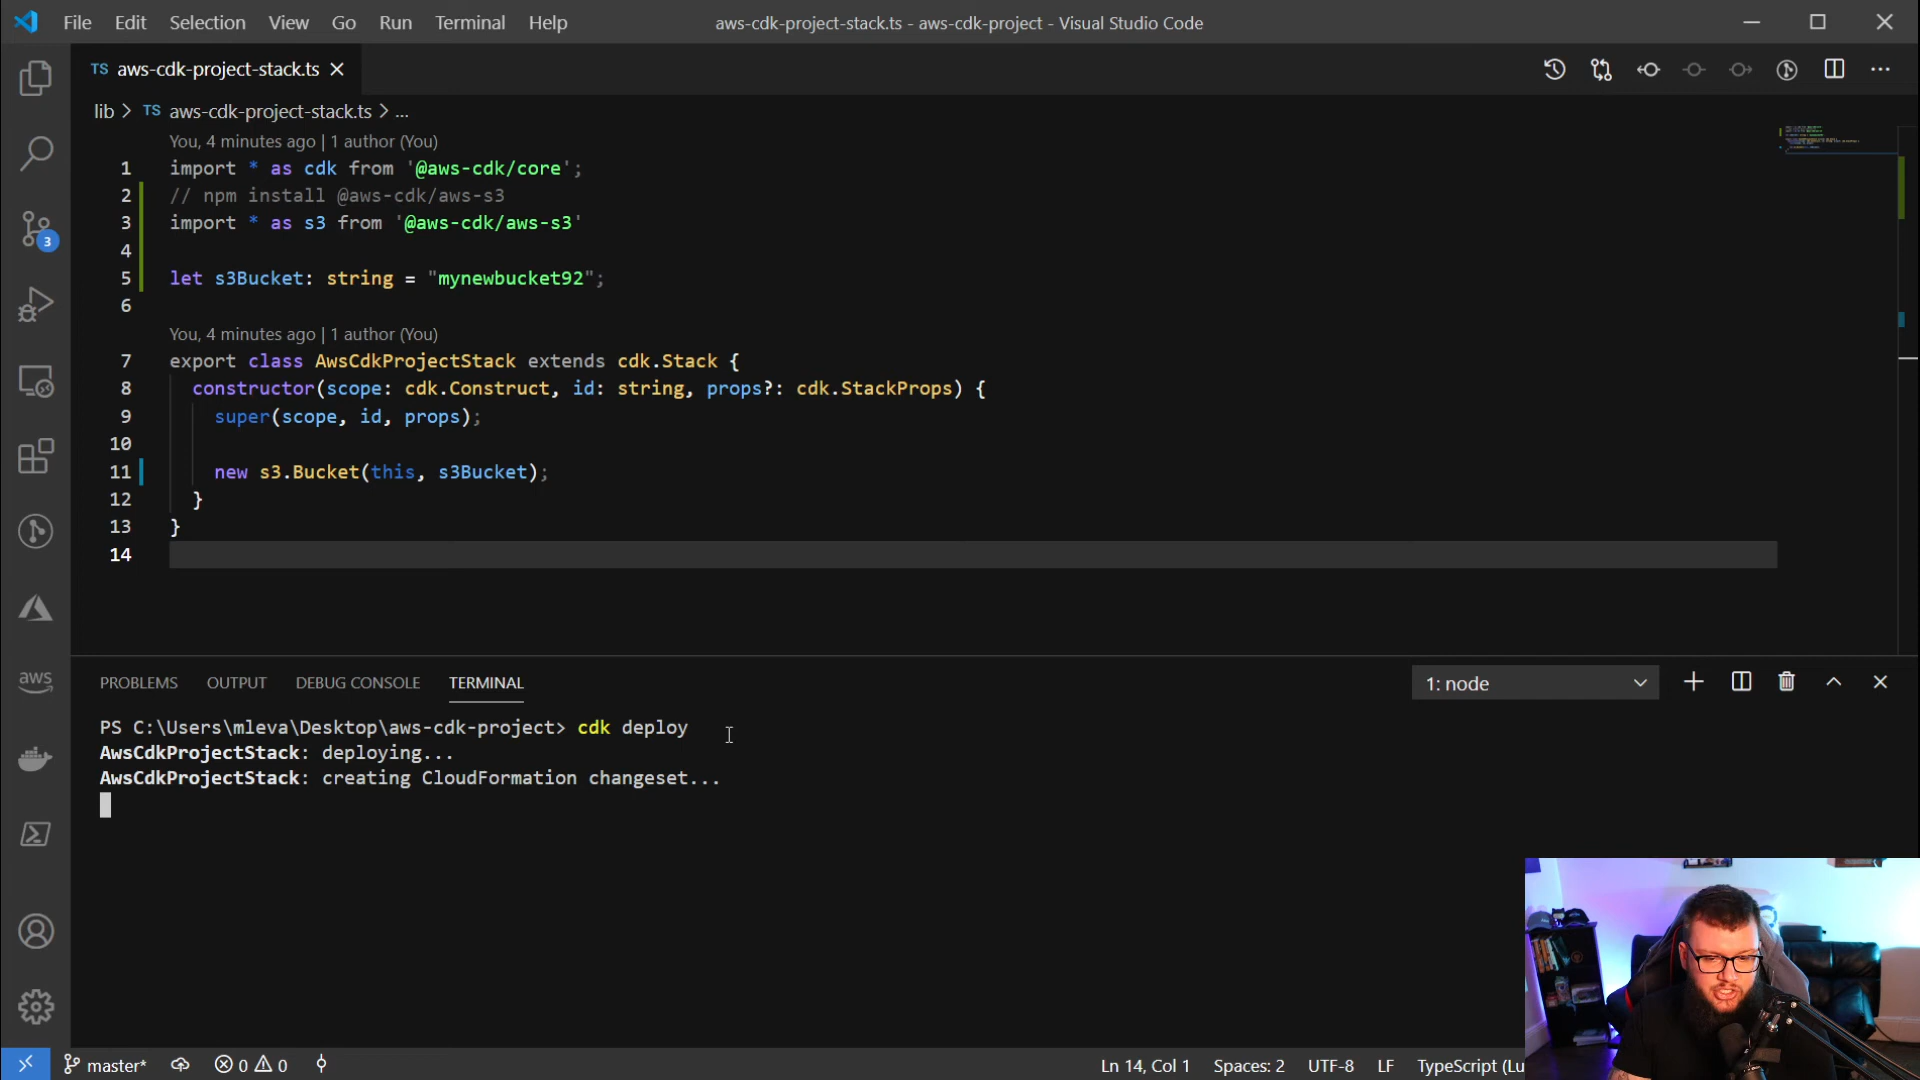 File Edit Selection View Go Run Terminal Help aws-cdk-project-stack.ts - aws-cdk-project - Visual Studio Code
TS aws-cdk-project-stack.ts
lib > TS aws-cdk-project-stack.ts > ...
You, 4 minutes ago | 1 author (You)
1 import * as cdk from '@aws-cdk/core';
2 // npm install @aws-cdk/aws-s3
3 import * as s3 from '@aws-cdk/aws-s3'
4
5 let s3Bucket: string = "mynewbucket92";
6
You, 4 minutes ago | 1 author (You)
7 export class AwsCdkProjectStack extends cdk.Stack {
8 constructor(scope: cdk.Construct, id: string, props?: cdk.StackProps) {
9 super(scope, id, props);
10
11 new s3.Bucket(this, s3Bucket);
12 }
13 }
14
3
aws
PROBLEMS OUTPUT DEBUG CONSOLE TERMINAL 1: node
PS C:\Users\mleva\Desktop\aws-cdk-project> cdk deploy
AwsCdkProjectStack: deploying...
AwsCdkProjectStack: creating CloudFormation changeset...
master* 0 0 Ln 14, Col 1 Spaces: 2 UTF-8 LF TypeScript (Lu